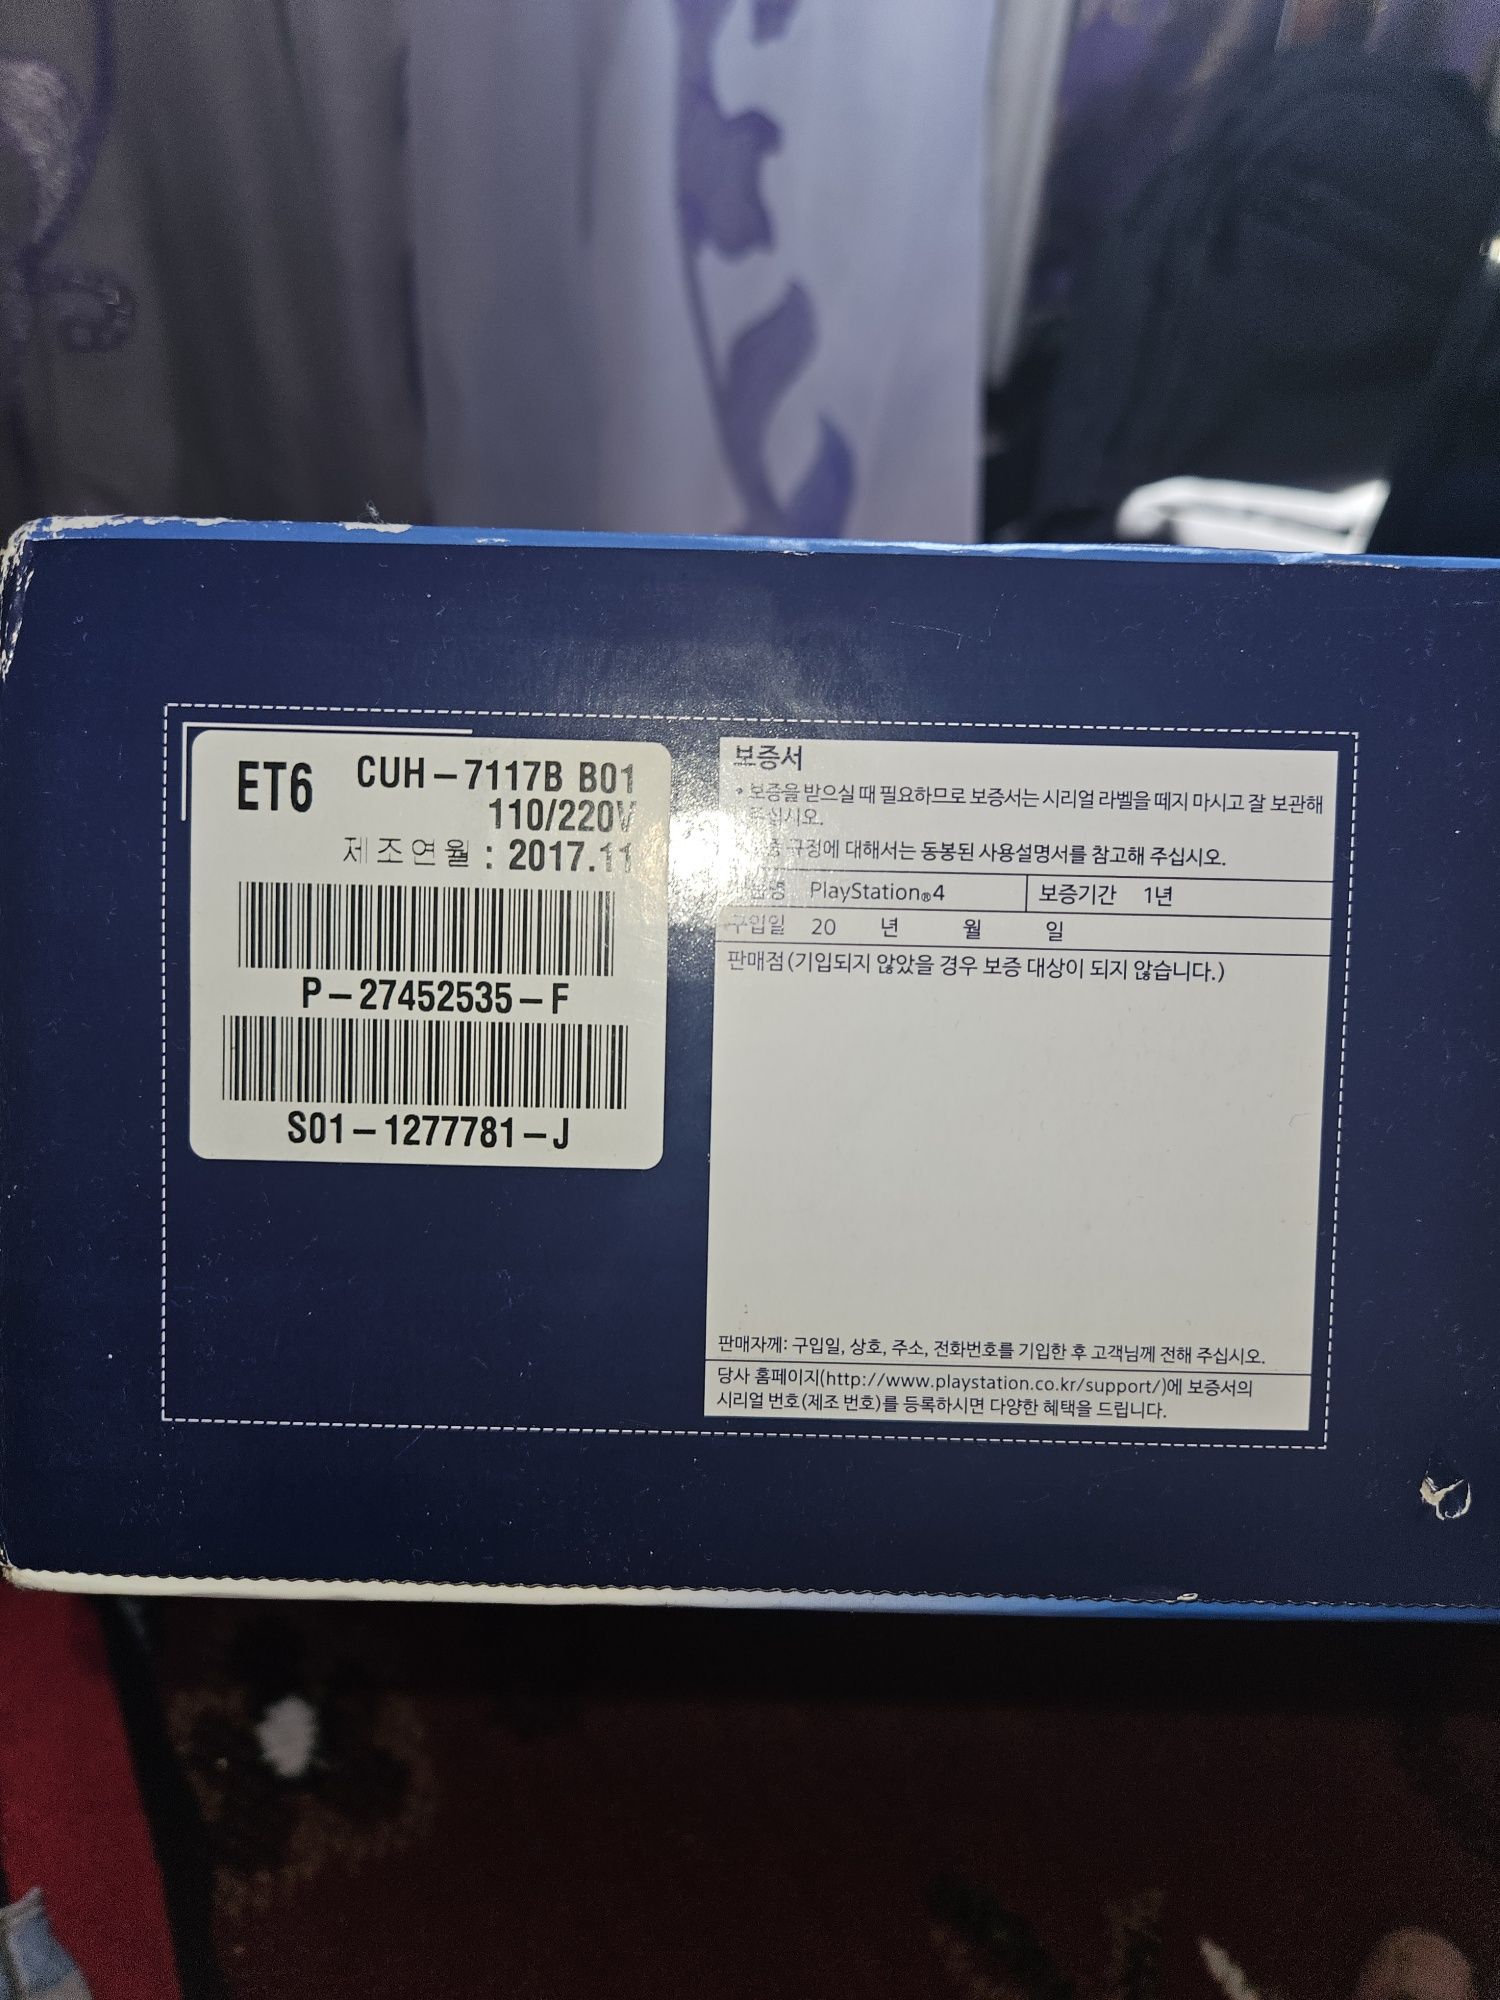 ET6
CUH-7117B B01
110/220V
제조연월 : 2017.11
P-27452535-F
S01-1277781-J
보증서
• 보증을 받으실 때 필요하므로 보증서는 시리얼 라벨을 떼지 마시고 잘 보관해
주십시오.
규정에 대해서는 동봉된 사용설명서를 참고해 주십시오.
PlayStation®4 보증기간 1년
구입일 20 년 월 일
판매점(기입되지 않았을 경우 보증 대상이 되지 않습니다.)
판매자께: 구입일, 상호, 주소, 전화번호를 기입한 후 고객님께 전해 주십시오.
당사 홈페이지(http://www.playstation.co.kr/support/)에 보증서의
시리얼 번호(제조 번호)를 등록하시면 다양한 혜택을 드립니다.